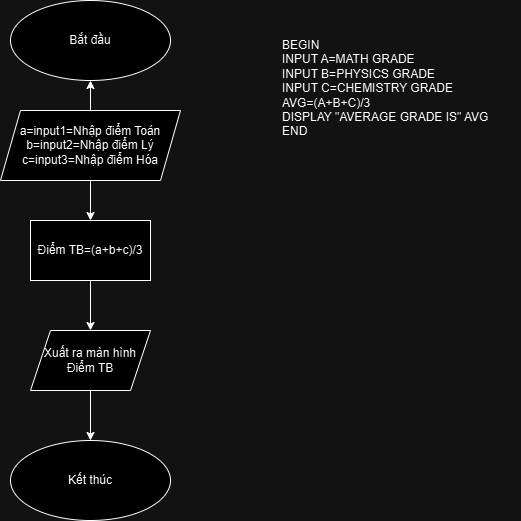 Bắt đầu
a=input1=Nhập điểm Toán
b=input2=Nhập điểm Lý
c=input3=Nhập điểm Hóa
Điểm TB=(a+b+c)/3
Xuất ra màn hình
Điểm TB
Kết thúc
BEGIN
INPUT A=MATH GRADE
INPUT B=PHYSICS GRADE
INPUT C=CHEMISTRY GRADE
AVG=(A+B+C)/3
DISPLAY "AVERAGE GRADE IS" AVG
END